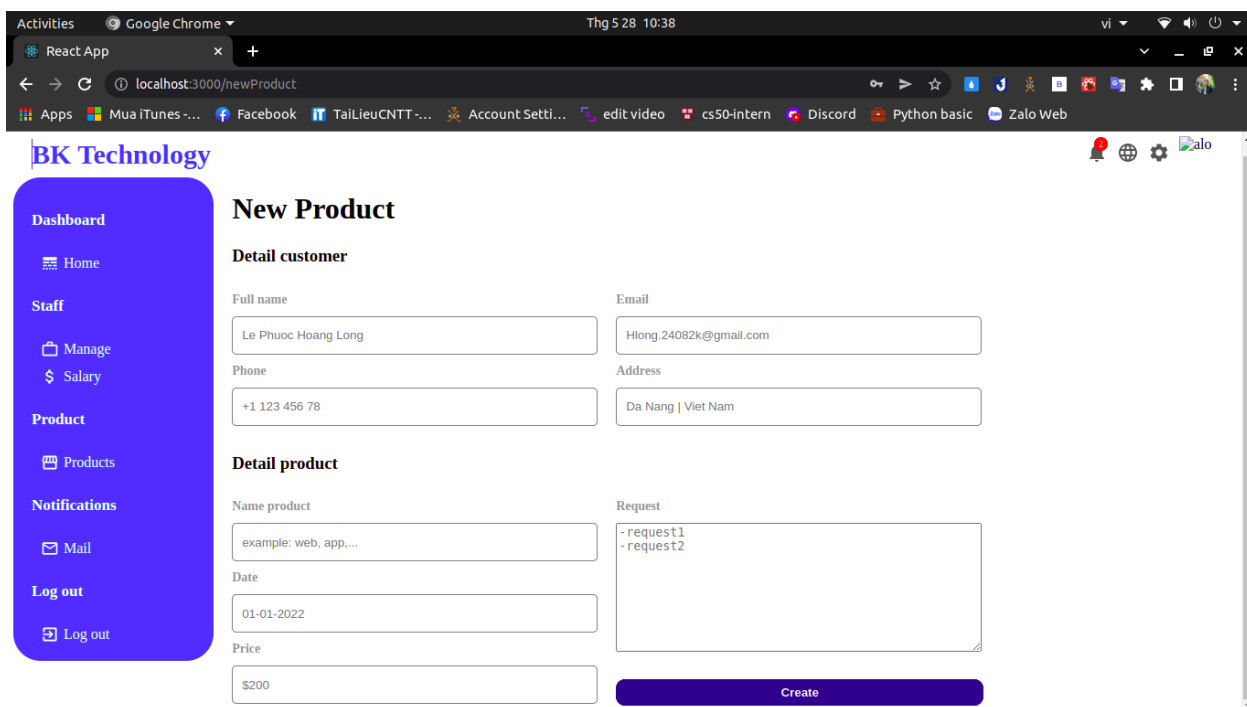 Activities Google Chrome Thg 5 28 10:38 vi
React App
localhost:3000/newProduct
Apps Mua iTunes -... Facebook TaiLieuCNTT -... Account Setti... edit video cs50-intern Discord Python basic Zalo Web
BK Technology 2 alo
Dashboard
Home
Staff
Manage
Salary
Product
Products
Notifications
Mail
Log out
Log out
New Product
Detail customer
Full name Email
Le Phuoc Hoang Long Hlong.24082k@gmail.com
Phone Address
+1 123 456 78 Da Nang | Viet Nam
Detail product
Name product Request
example: web, app,... -request1
-request2
Date
01-01-2022
Price
$200 Create